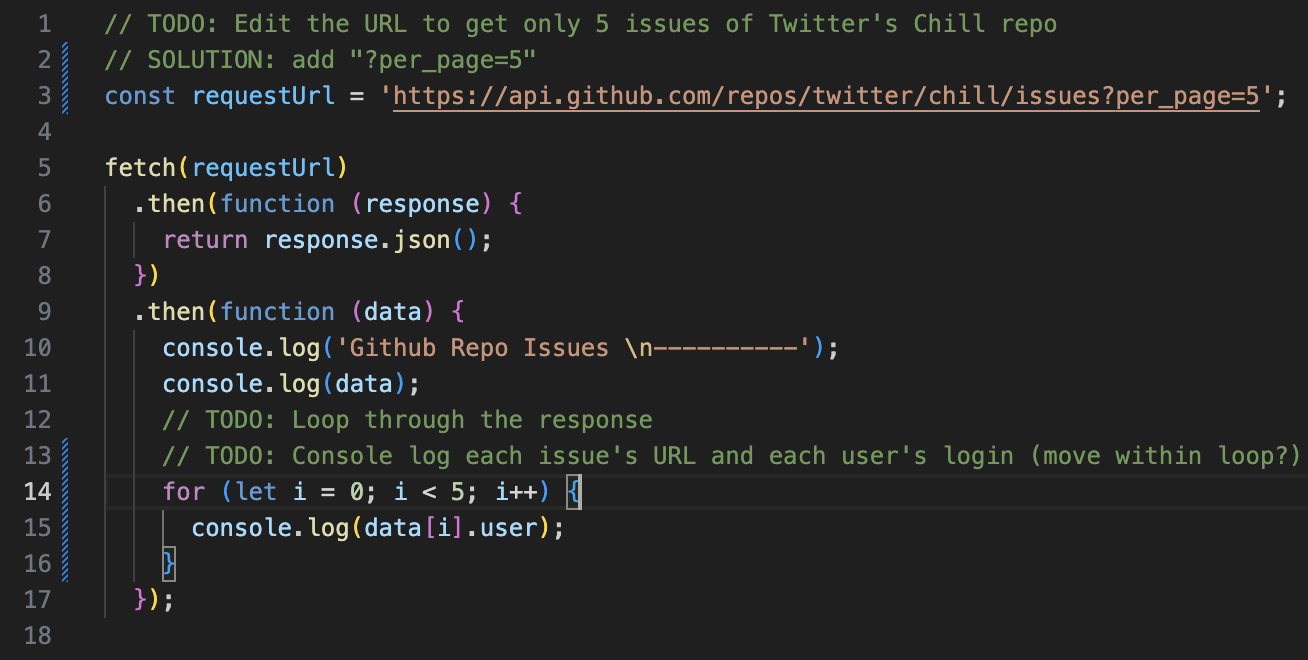 1 // TODO: Edit the URL to get only 5 issues of Twitter's Chill repo
2 // SOLUTION: add "?per_page=5"
3 const requestUrl = 'https://api.github.com/repos/twitter/chill/issues?per_page=5';
4
5 fetch(requestUrl)
6   .then(function (response) {
7     return response.json();
8   })
9   .then(function (data) {
10     console.log('Github Repo Issues \n----------');
11     console.log(data);
12     // TODO: Loop through the response
13     // TODO: Console log each issue's URL and each user's login (move within loop?)
14     for (let i = 0; i < 5; i++) {
15       console.log(data[i].user);
16     }
17   });
18